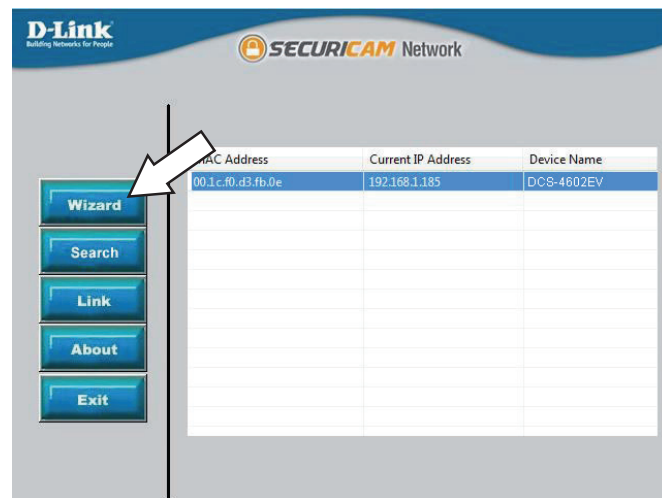 D-Link
Building Networks for People
SECURICAM Network
MAC Address Current IP Address Device Name
00.1c.f0.d3.fb.0e 192.168.1.185 DCS-4602EV
Wizard
Search
Link
About
Exit